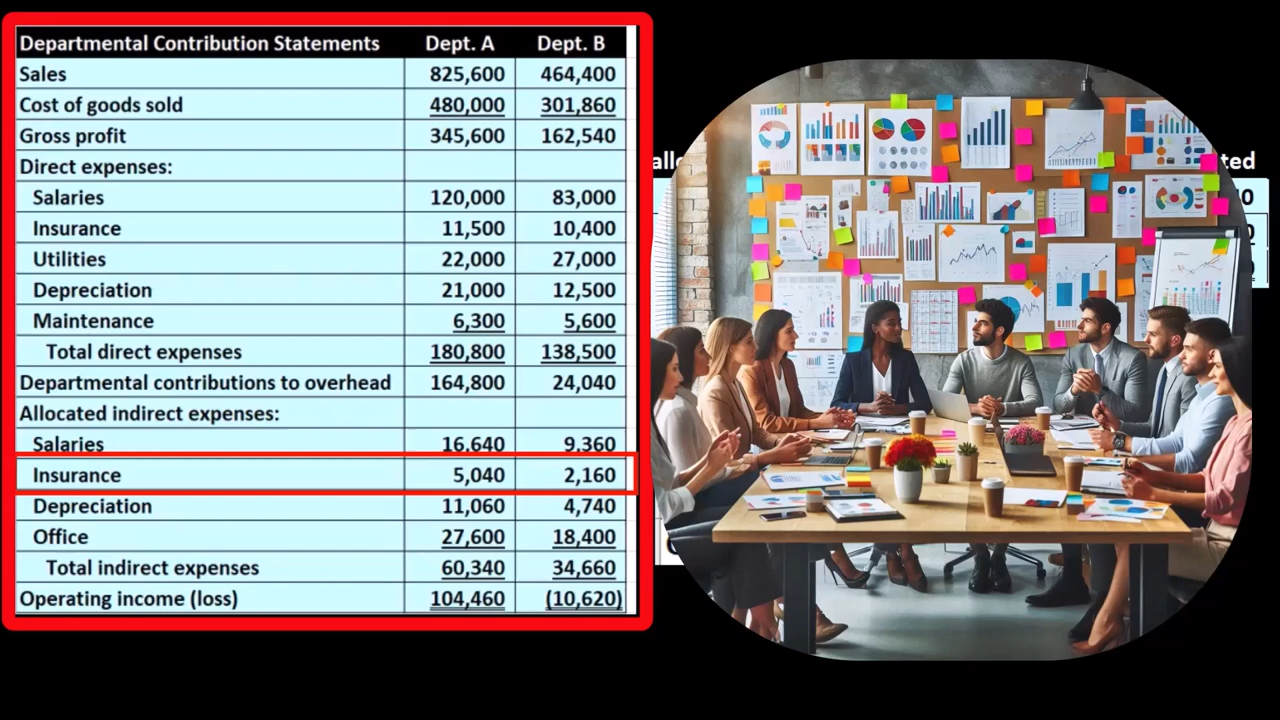 Departmental Contribution Statements Dept. A Dept. B
Sales 825,600 464,400
Cost of goods sold 480,000 301,860
Gross profit 345,600 162,540
Direct expenses:
Salaries 120,000 83,000
Insurance 11,500 10,400
Utilities 22,000 27,000
Depreciation 21,000 12,500
Maintenance 6,300 5,600
Total direct expenses 180,800 138,500
Departmental contributions to overhead 164,800 24,040
Allocated indirect expenses:
Salaries 16,640 9,360
Insurance 5,040 2,160
Depreciation 11,060 4,740
Office 27,600 18,400
Total indirect expenses 60,340 34,660
Operating income (loss) 104,460 (10,620)